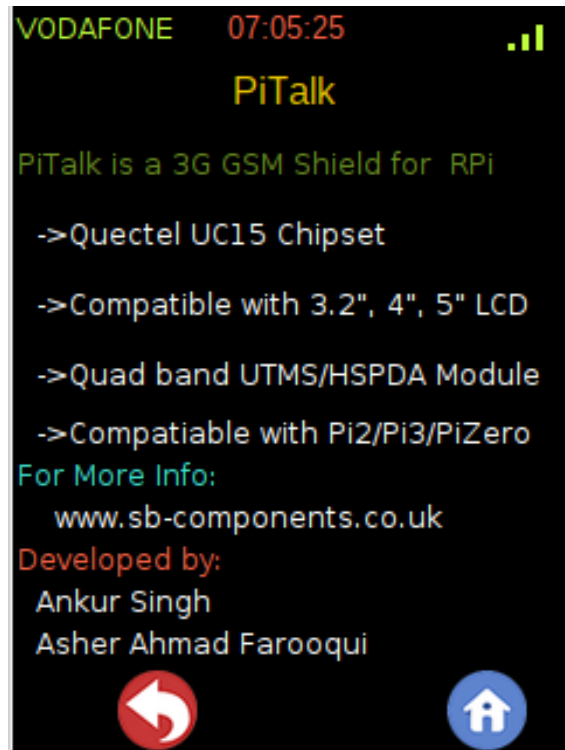 VODAFONE 07:05:25
PiTalk
PiTalk is a 3G GSM Shield for RPi
->Quectel UC15 Chipset
->Compatible with 3.2", 4", 5" LCD
->Quad band UTMS/HSPDA Module
->Compatiable with Pi2/Pi3/PiZero
For More Info:
www.sb-components.co.uk
Developed by:
Ankur Singh
Asher Ahmad Farooqui